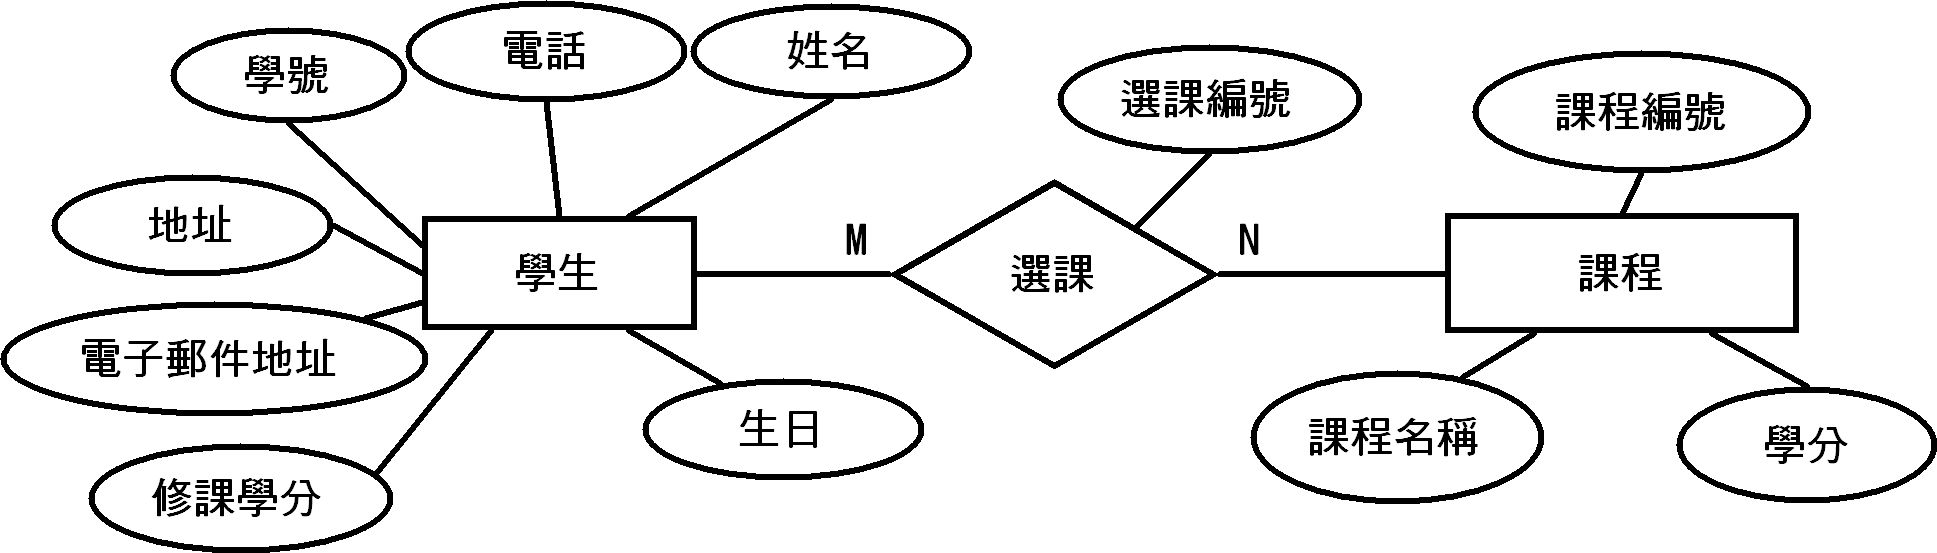 電話
姓名
學號
選課編號
課程編號
地址
M
N
學生
選課
課程
電子郵件地址
生日
課程名稱
學分
修課學分